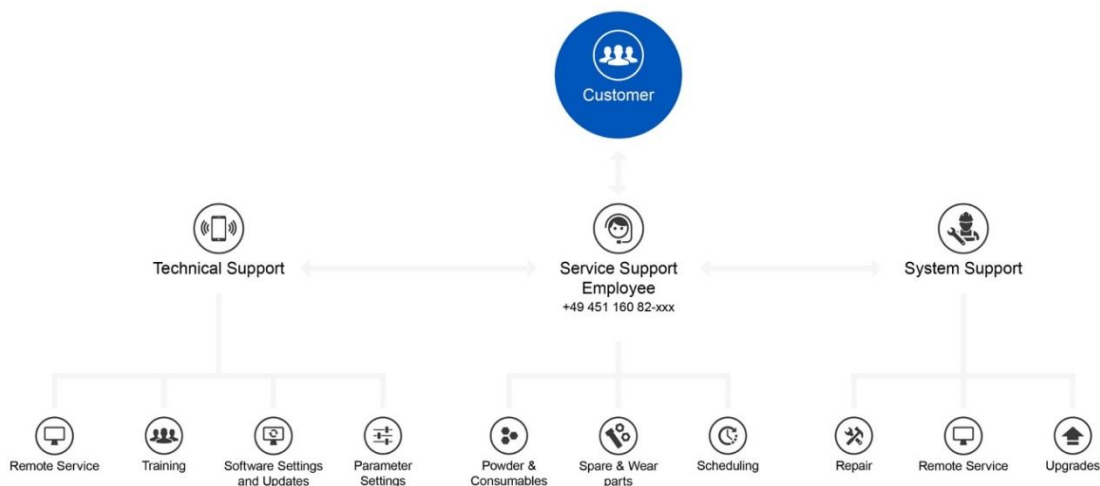 Customer
Technical Support
Service Support
Employee
+49 451 160 82-xxx
System Support
Remote Service
Training
Software Settings
and Updates
Parameter
Settings
Powder &
Consumables
Spare & Wear
parts
Scheduling
Repair
Remote Service
Upgrades